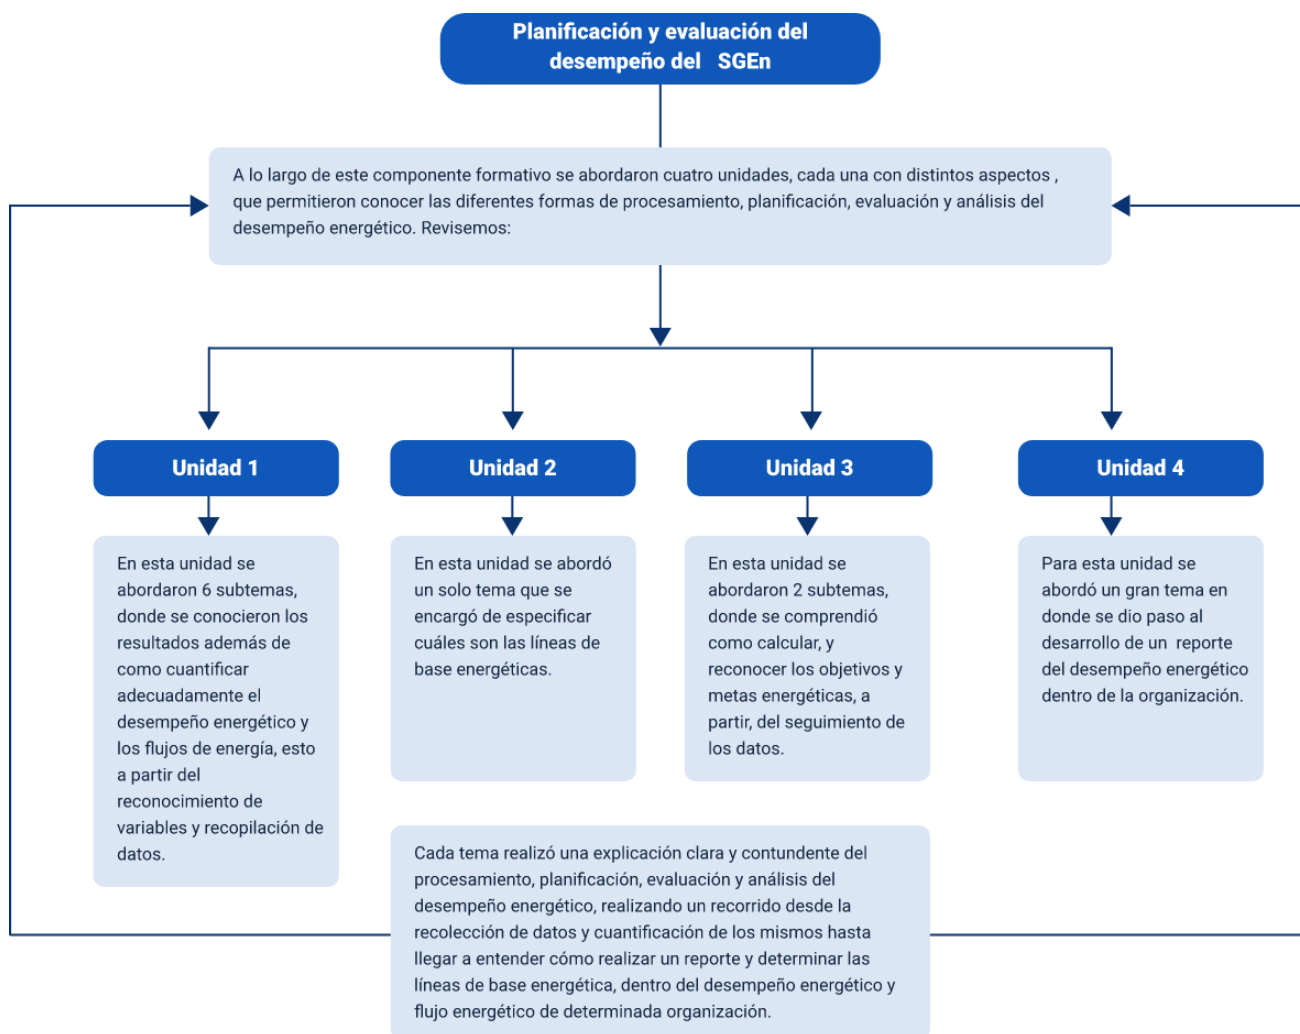 Planificación y evaluación del
desempeño del SGEn
A lo largo de este componente formativo se abordaron cuatro unidades, cada una con distintos aspectos ,
que permitieron conocer las diferentes formas de procesamiento, planificación, evaluación y análisis del
desempeño energético. Revisemos:
Unidad 1
En esta unidad se
abordaron 6 subtemas,
donde se conocieron los
resultados además de
como cuantificar
adecuadamente el
desempeño energético y
los flujos de energía, esto
a partir del
reconocimiento de
variables y recopilación de
datos.
Unidad 2
En esta unidad se abordó
un solo tema que se
encargó de especificar
cuáles son las líneas de
base energéticas.
Unidad 3
En esta unidad se
abordaron 2 subtemas,
donde se comprendió
como calcular, y
reconocer los objetivos y
metas energéticas, a
partir, del seguimiento de
los datos.
Unidad 4
Para esta unidad se
abordó un gran tema en
donde se dio paso al
desarrollo de un reporte
del desempeño energético
dentro de la organización.
Cada tema realizó una explicación clara y contundente del
procesamiento, planificación, evaluación y análisis del
desempeño energético, realizando un recorrido desde la
recolección de datos y cuantificación de los mismos hasta
llegar a entender cómo realizar un reporte y determinar las
líneas de base energética, dentro del desempeño energético y
flujo energético de determinada organización.